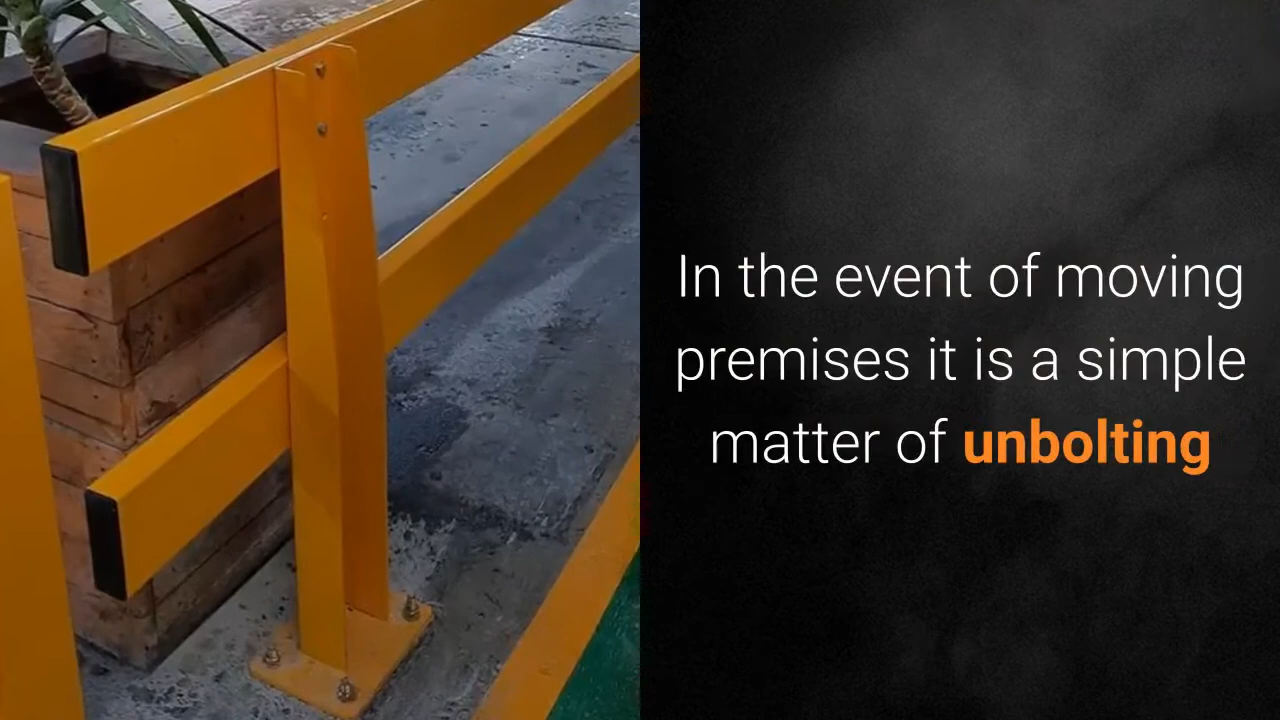 In the event of moving
premises it is a simple
matter of unbolting